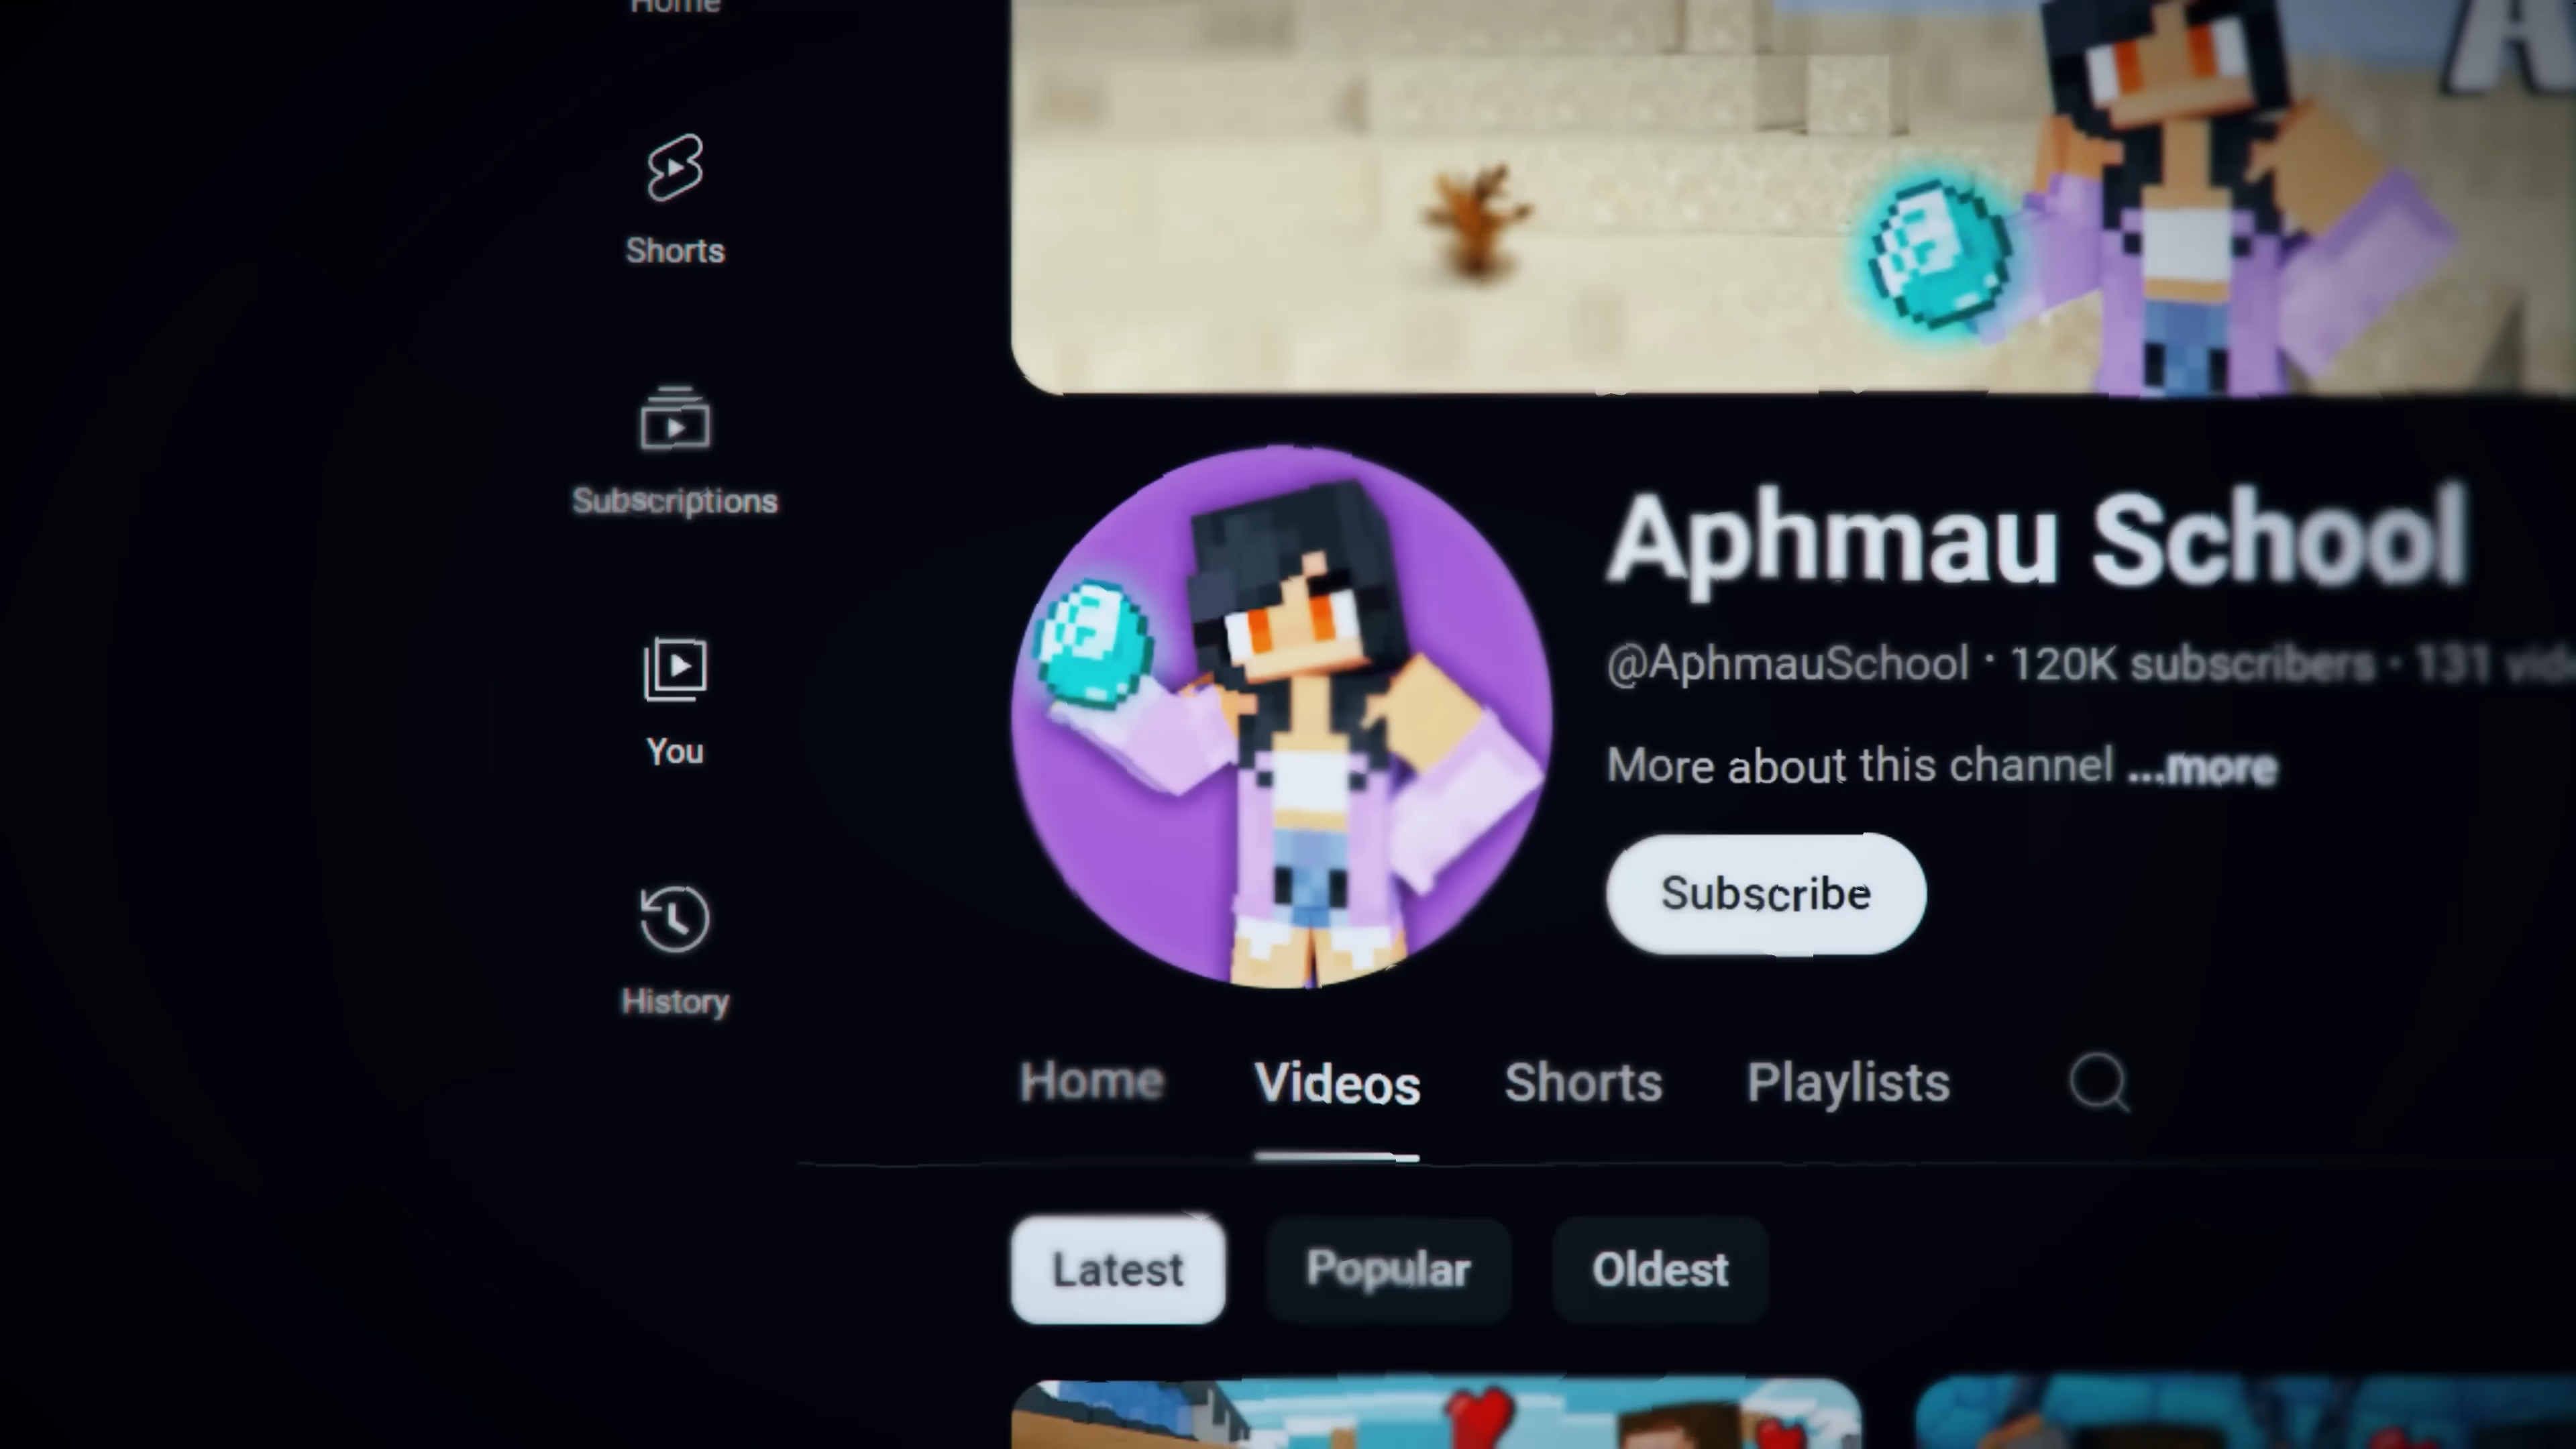 Home
Shorts
Subscriptions
You
History
A
Aphmau School
@AphmauSchool · 120K subscribers · 131
More about this channel ...more
Subscribe
Home Videos Shorts Playlists
Latest Popular Oldest